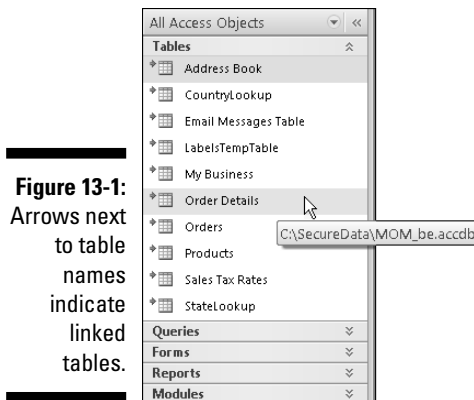 All Access Objects
Tables
Address Book
CountryLookup
Email Messages Table
LabelsTempTable
My Business
Order Details
Orders
C:\SecureData\MOM_be.accdb
Products
Sales Tax Rates
StateLookup
Queries
Forms
Reports
Modules
Figure 13-1:
Arrows next
to table
names
indicate
linked
tables.